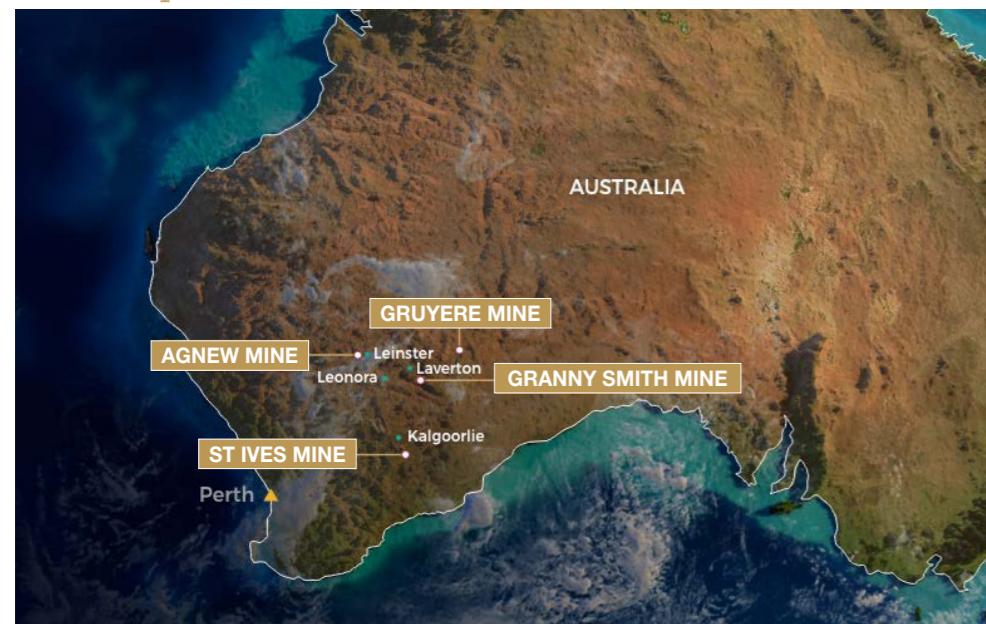 AUSTRALIA
GRUYERE MINE
AGNEW MINE
Leinster
Laverton
Leonora
GRANNY SMITH MINE
Kalgoorlie
ST IVES MINE
Perth